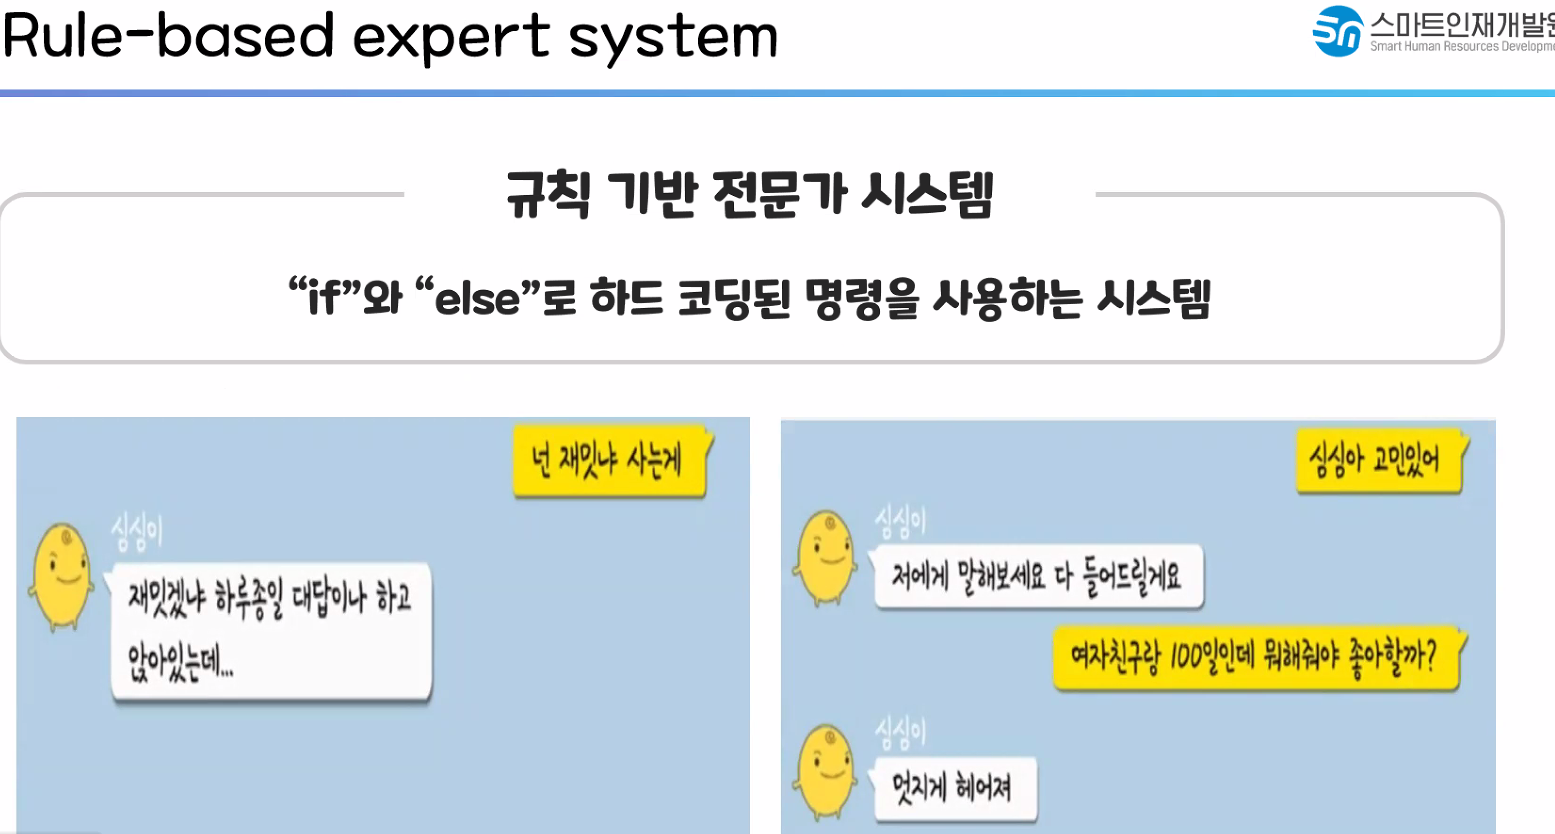 Rule-based expert system
스마트인재개발원
Smart Human Resources Developme
규칙 기반 전문가 시스템
“if”와 “else”로 하드 코딩된 명령을 사용하는 시스템
넌 재밌냐 사는게
심심이
재밌겠냐 하루종일 대답이나 하고
앉아있는데...
심심아 고민있어
심심이
저에게 말해보세요 다 들어드릴게요
여자친구랑 100일인데 뭐해줘야 좋아할까?
심심이
멋지게 헤어져